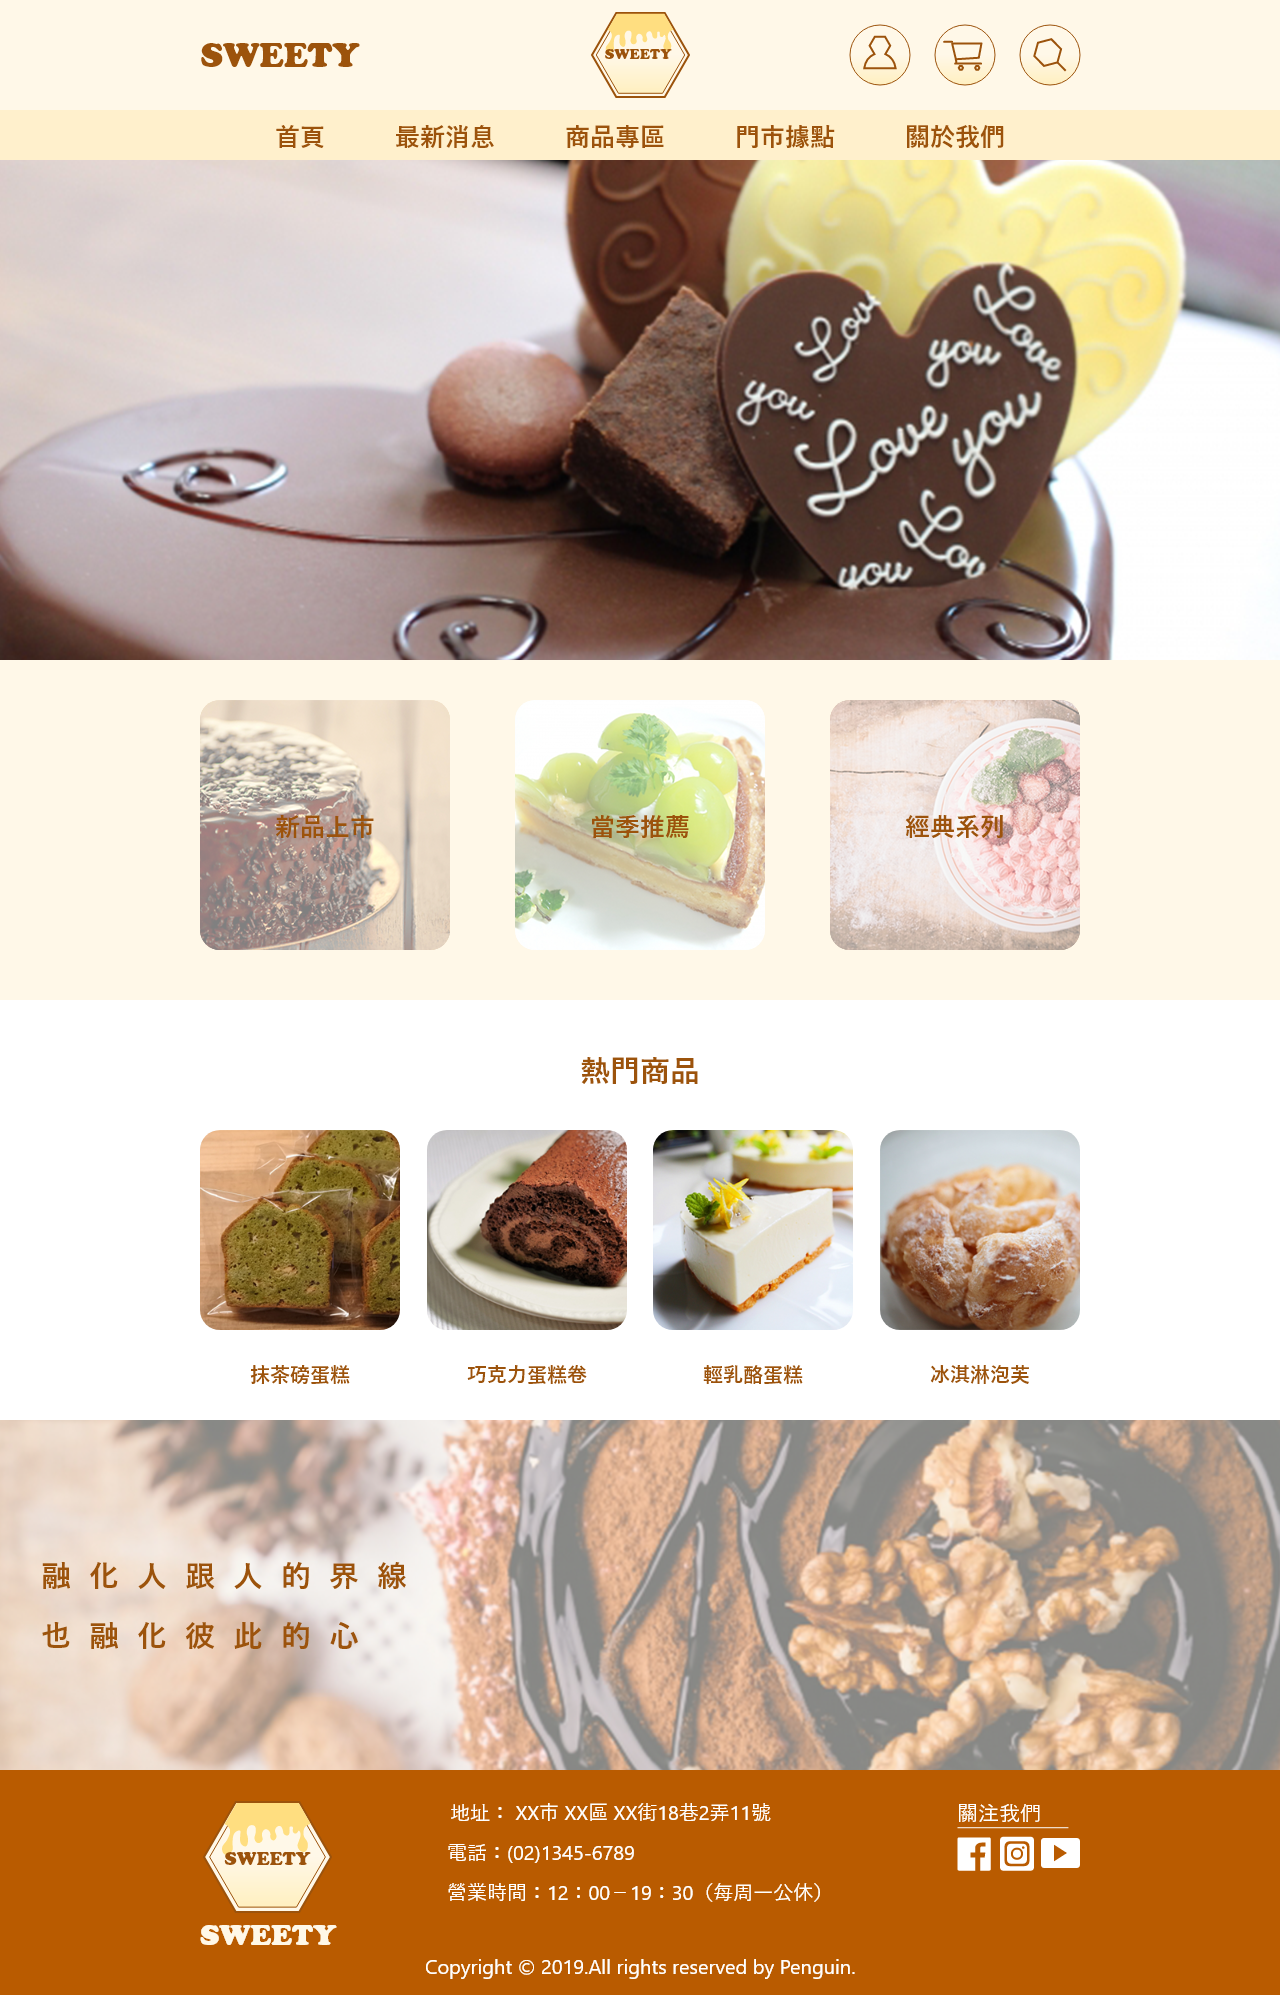 SWEETY
SWEETY
首頁 最新消息 商品專區 門市據點 關於我們
Love
you Love
you
Love you
Lov
you
新品上市 當季推薦 經典系列
熱門商品
抹茶磅蛋糕 巧克力蛋糕卷 輕乳酪蛋糕 冰淇淋泡芙
融化人跟人的界線
也融化彼此的心
SWEETY
SWEETY
地址： XX市 XX區 XX街18巷2弄11號
電話：(02)1345-6789
營業時間：12：00－19：30（每周一公休）
關注我們
Copyright © 2019.All rights reserved by Penguin.